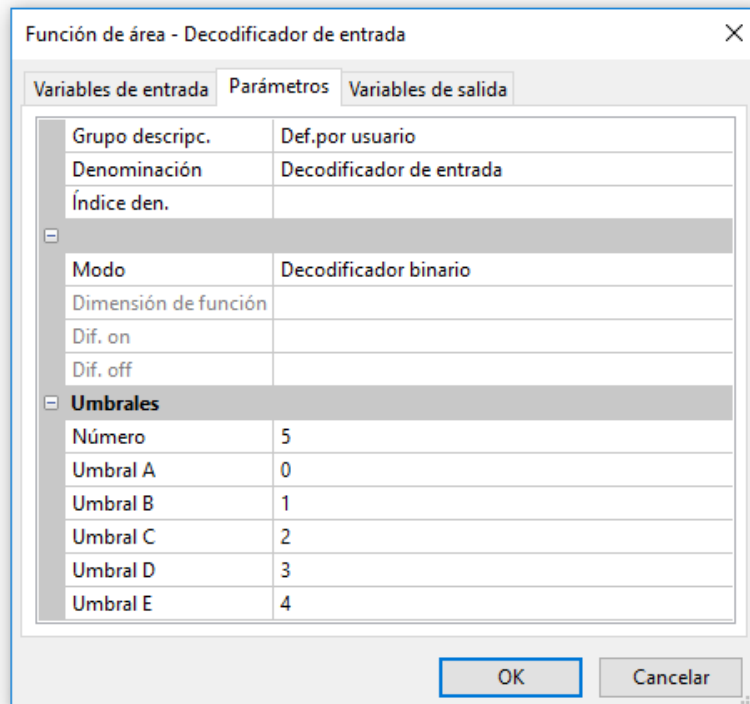 Función de área - Decodificador de entrada
Variables de entrada Parámetros Variables de salida
Grupo descripc. Def.por usuario
Denominación Decodificador de entrada
Índice den.
Modo Decodificador binario
Dimensión de función
Dif. on
Dif. off
Umbrales
Número 5
Umbral A 0
Umbral B 1
Umbral C 2
Umbral D 3
Umbral E 4
OK Cancelar